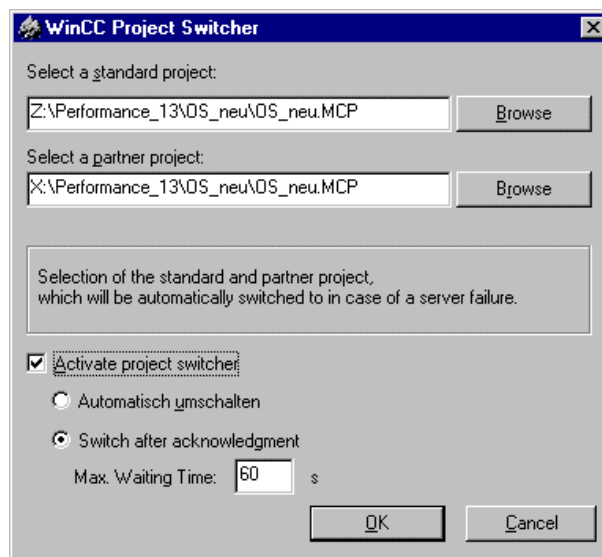 WinCC Project Switcher
Select a standard project:
Z:\Performance_13\OS_neu\OS_neu.MCP
Browse
Select a partner project:
X:\Performance_13\OS_neu\OS_neu.MCP
Browse
Selection of the standard and partner project,
which will be automatically switched to in case of a server failure.
Activate project switcher
Automatisch umschalten
Switch after acknowledgment
Max. Waiting Time: 60 s
OK Cancel